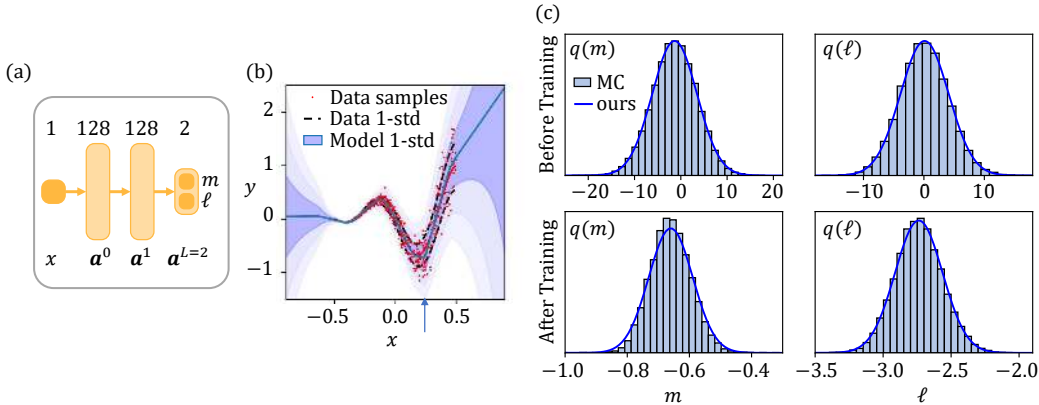 (a)
1 128 128 2
m
ℓ
x a⁰ a¹ a^{L=2}
(b)
Data samples
Data 1-std
Model 1-std
y
2
1
0
−1
−0.5 0.0 0.5
x
(c)
Before Training
q(m)
MC
ours
−20 −10 0 10 20
q(ℓ)
−10 0 10
After Training
q(m)
−1.0 −0.8 −0.6 −0.4
m
q(ℓ)
−3.5 −3.0 −2.5 −2.0
ℓ